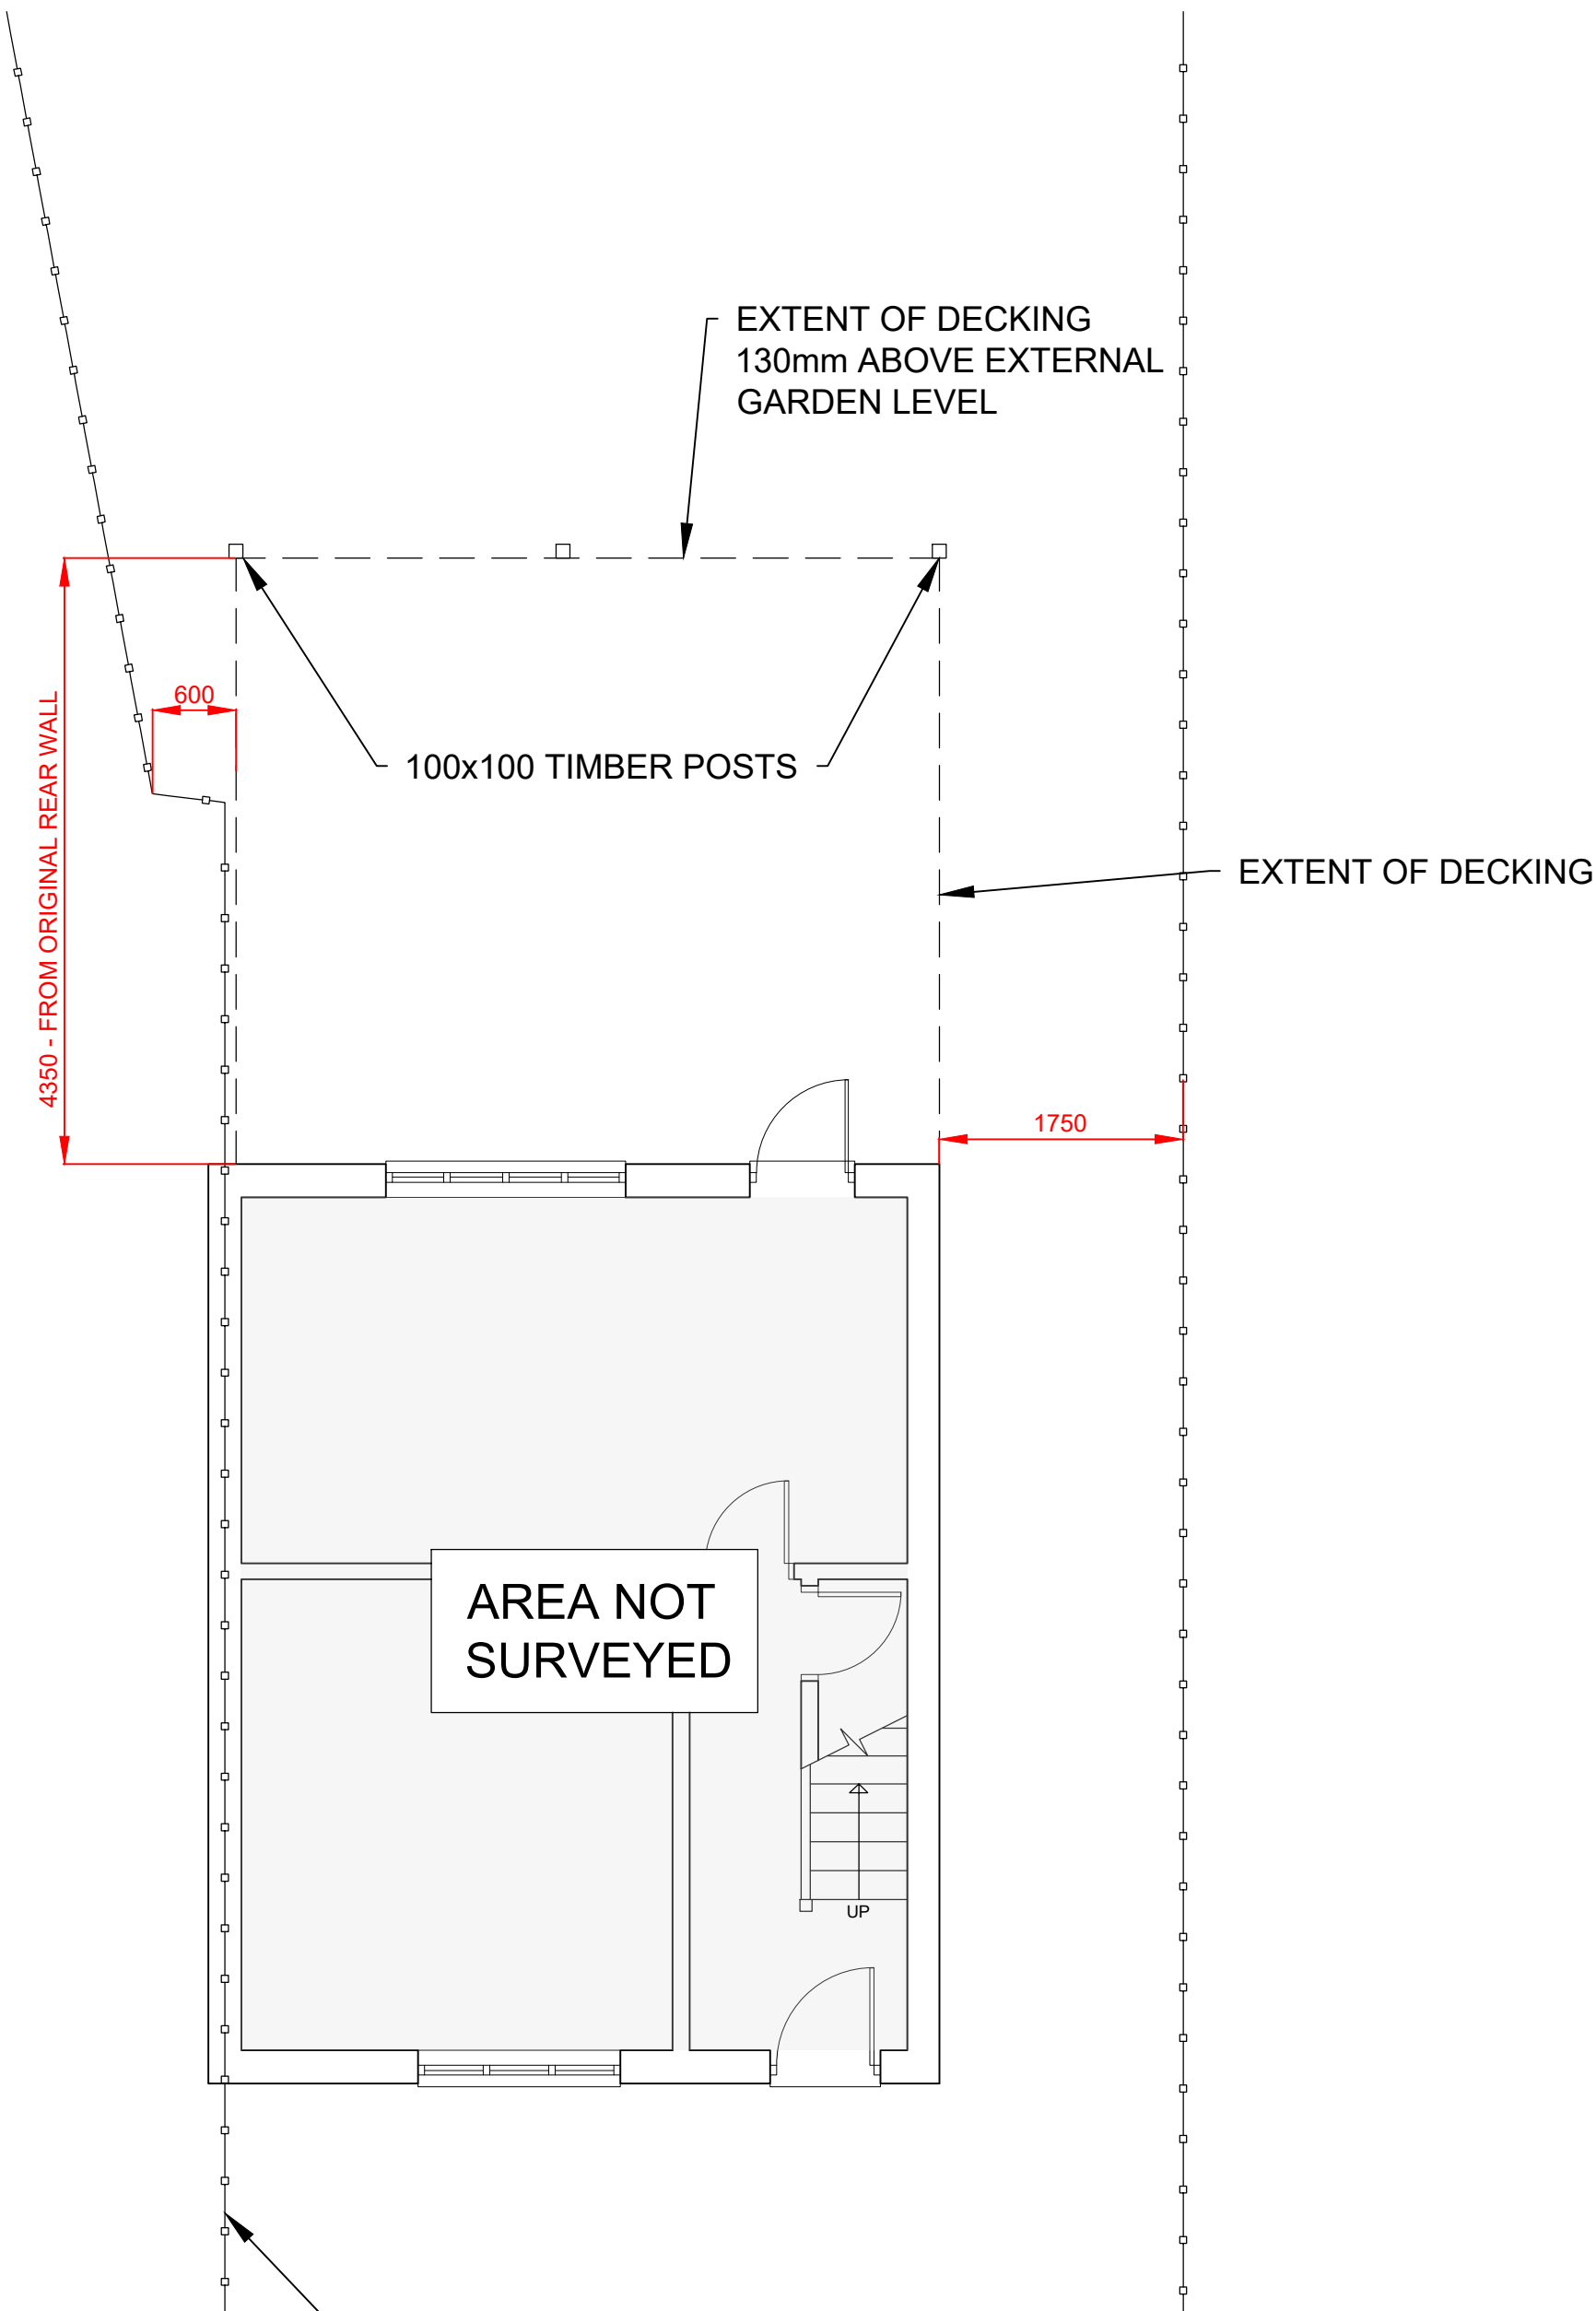 EXTENT OF DECKING
130mm ABOVE EXTERNAL
GARDEN LEVEL
600
100x100 TIMBER POSTS
4350 - FROM ORIGINAL REAR WALL
EXTENT OF DECKING
1750
AREA NOT
SURVEYED
UP